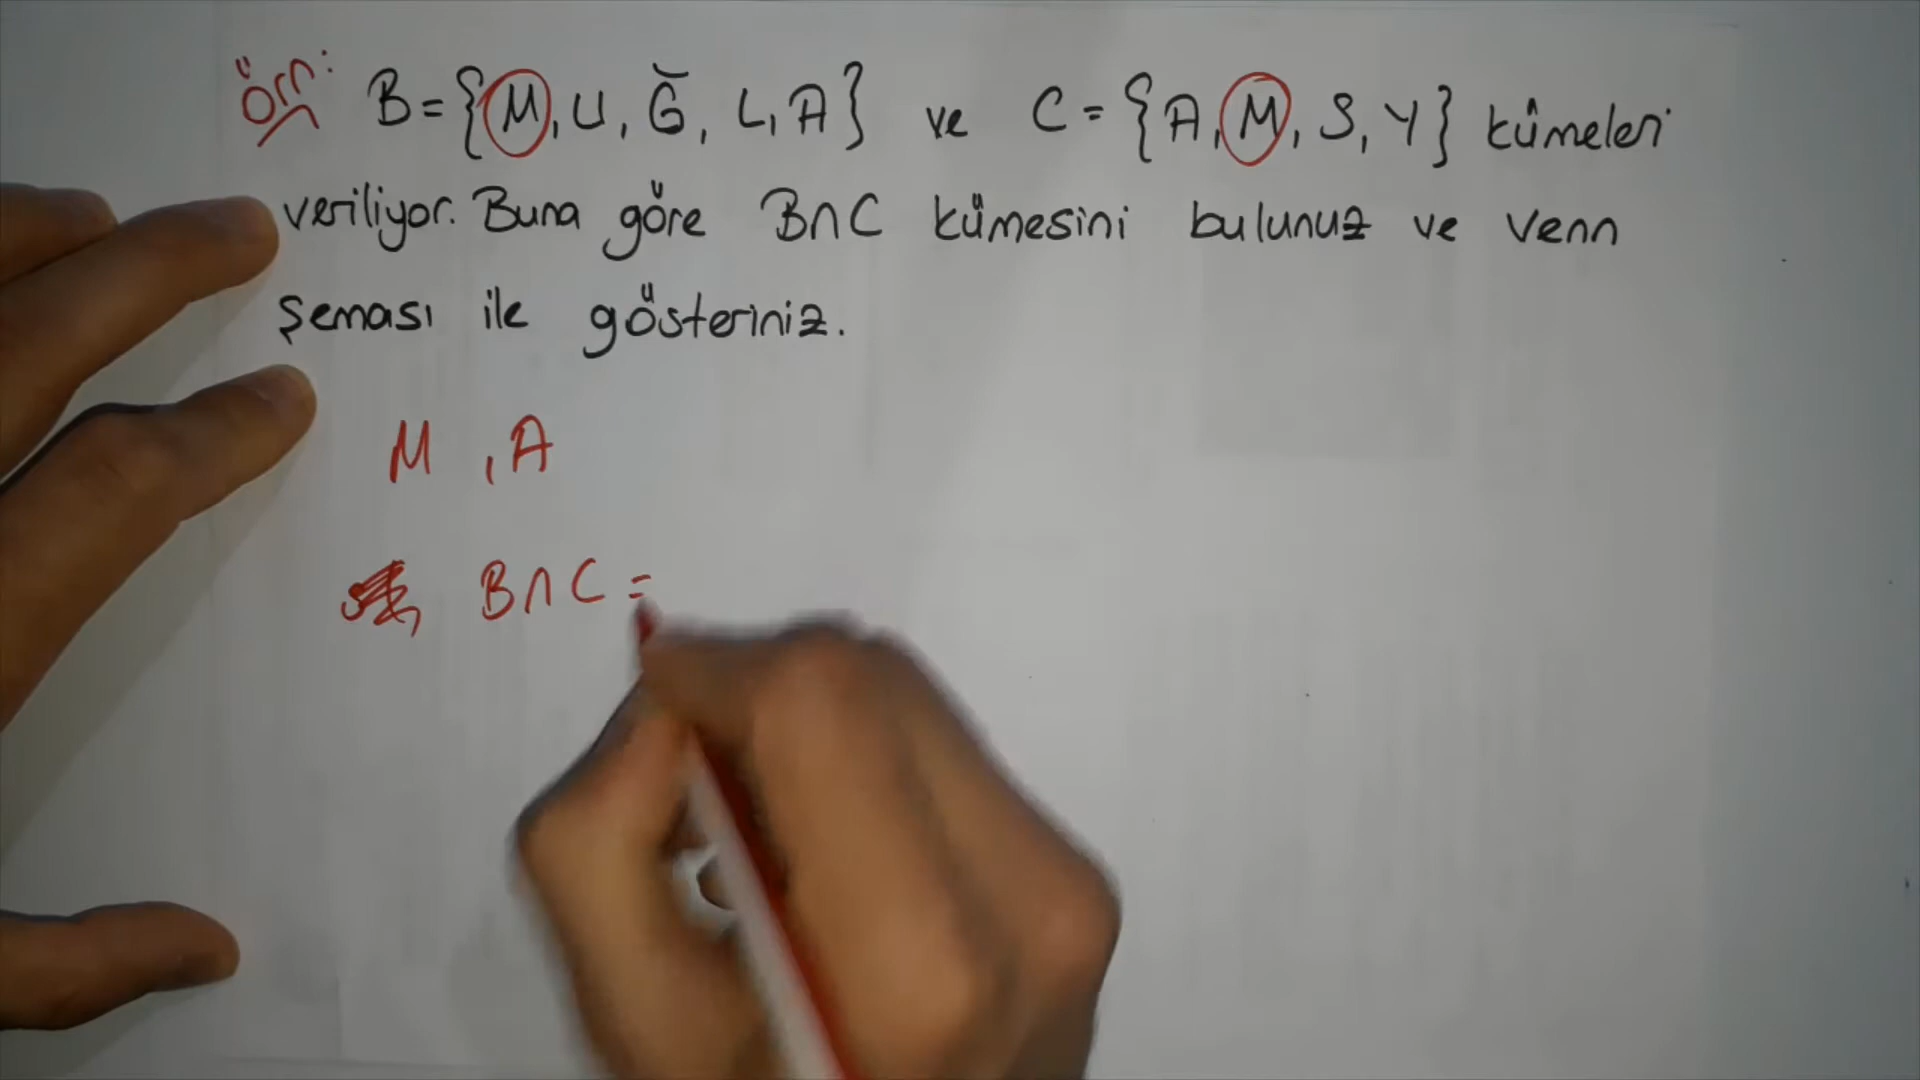 Örn: B={M, U, Ğ, L, A} ve C={A, M, S, Y} kümeleri
veriliyor. Buna göre B∩C kümesini bulunuz ve Venn
şeması ile gösteriniz.
M , A
B∩C =